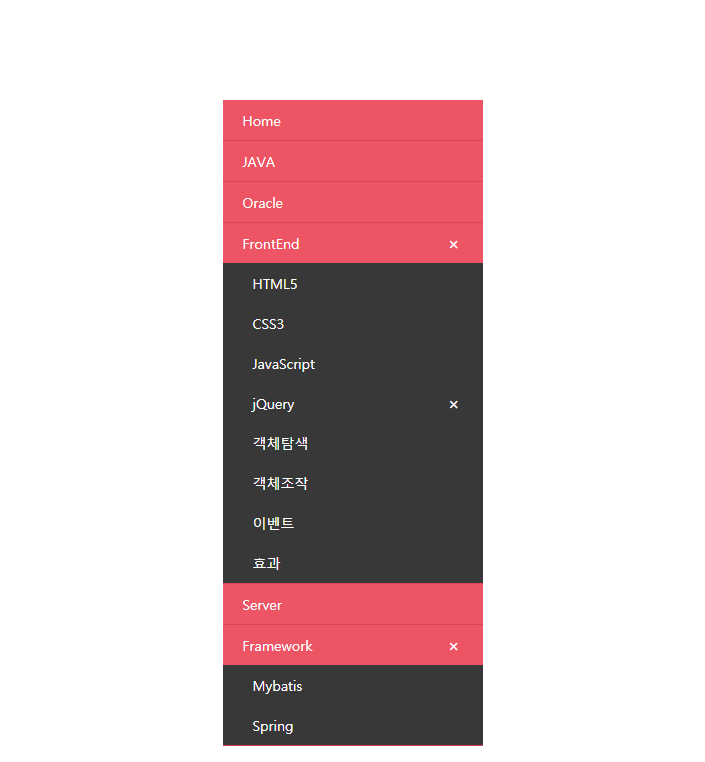 Home
JAVA
Oracle
FrontEnd ×
HTML5
CSS3
JavaScript
jQuery ×
객체탐색
객체조작
이벤트
효과
Server
Framework ×
Mybatis
Spring